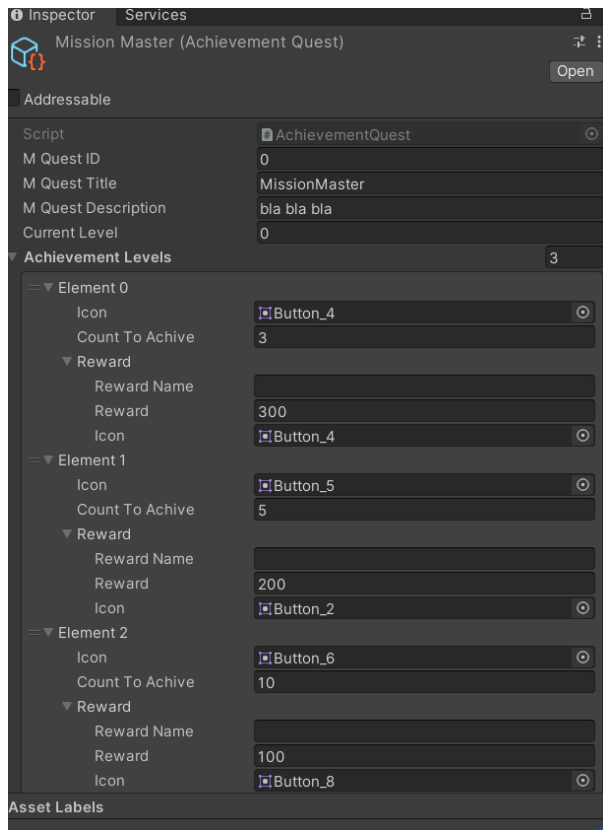 Inspector Services
Mission Master (Achievement Quest)
Open
Addressable
Script AchievementQuest
M Quest ID 0
M Quest Title MissionMaster
M Quest Description bla bla bla
Current Level 0
Achievement Levels 3
Element 0
Icon Button_4
Count To Achive 3
Reward
Reward Name
Reward 300
Icon Button_4
Element 1
Icon Button_5
Count To Achive 5
Reward
Reward Name
Reward 200
Icon Button_2
Element 2
Icon Button_6
Count To Achive 10
Reward
Reward Name
Reward 100
Icon Button_8
Asset Labels